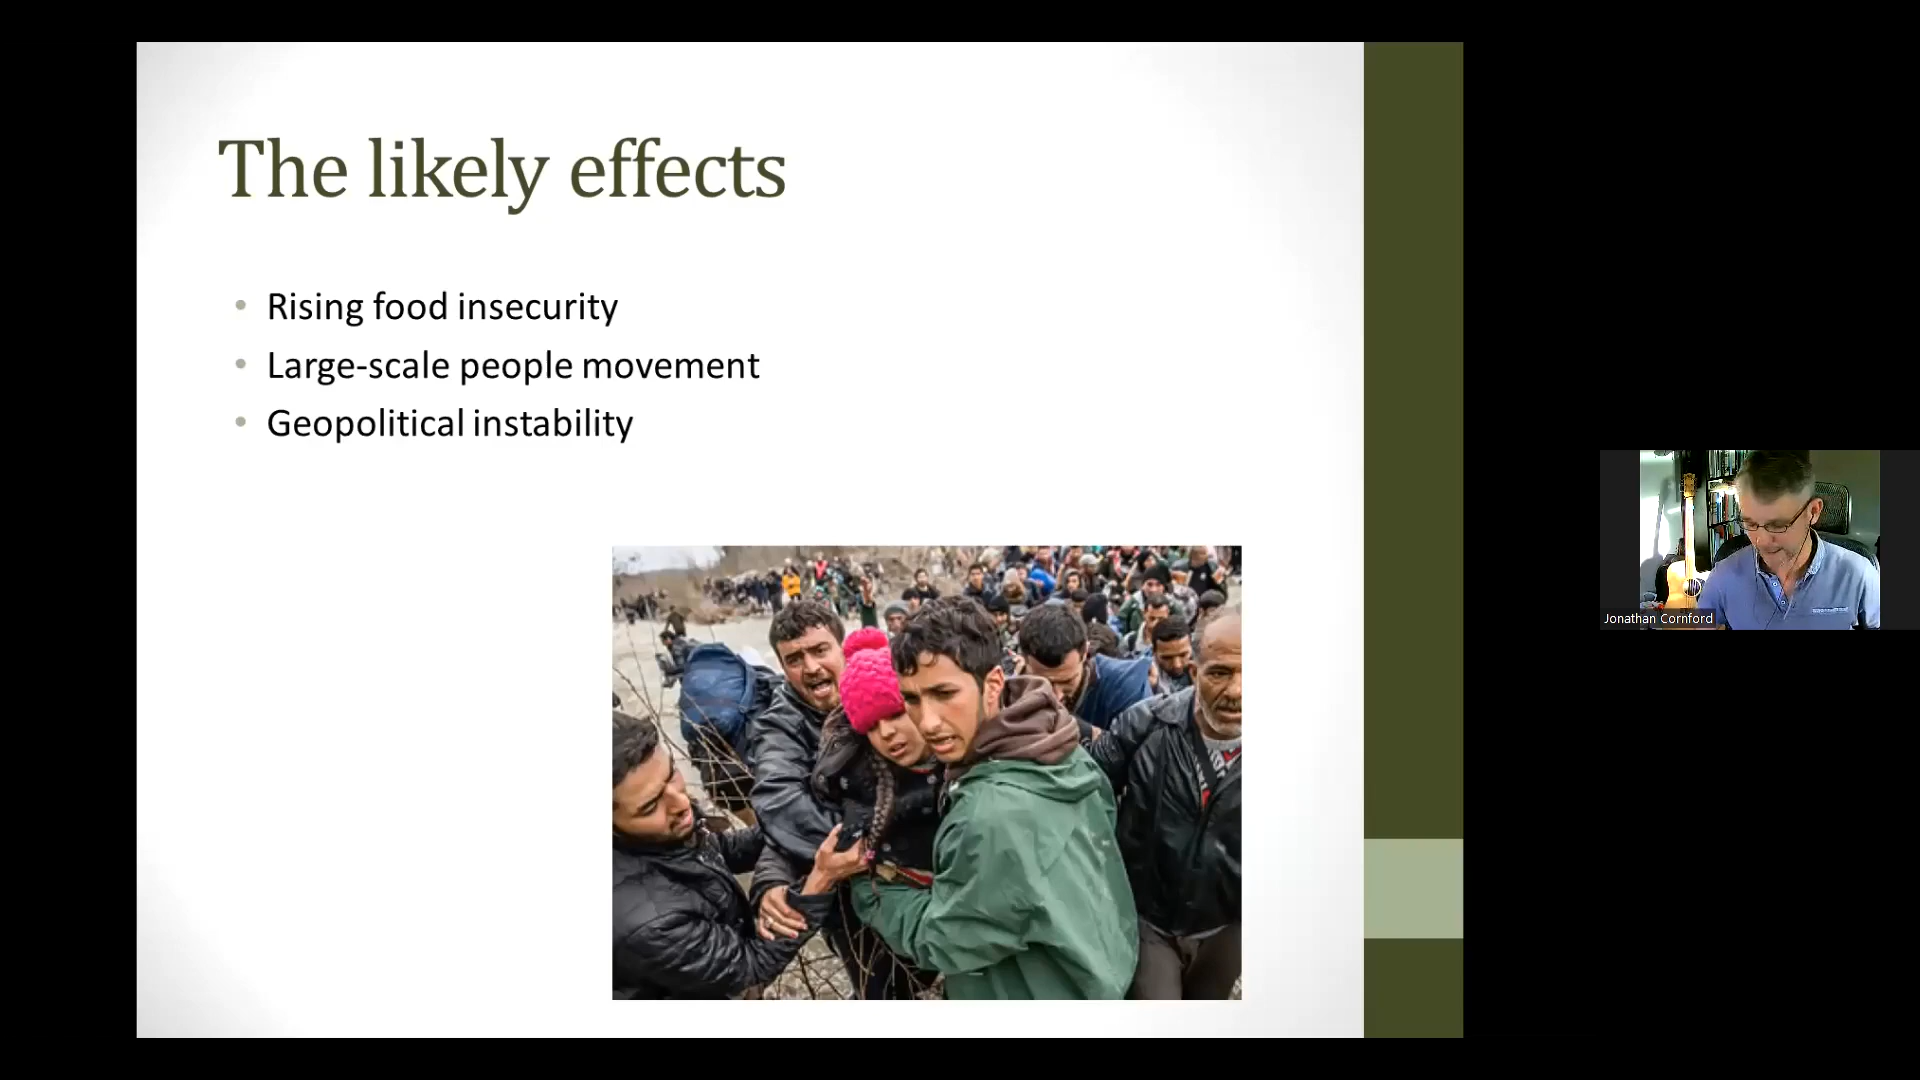 The likely effects
• Rising food insecurity
• Large-scale people movement
• Geopolitical instability
Jonathan Cornford